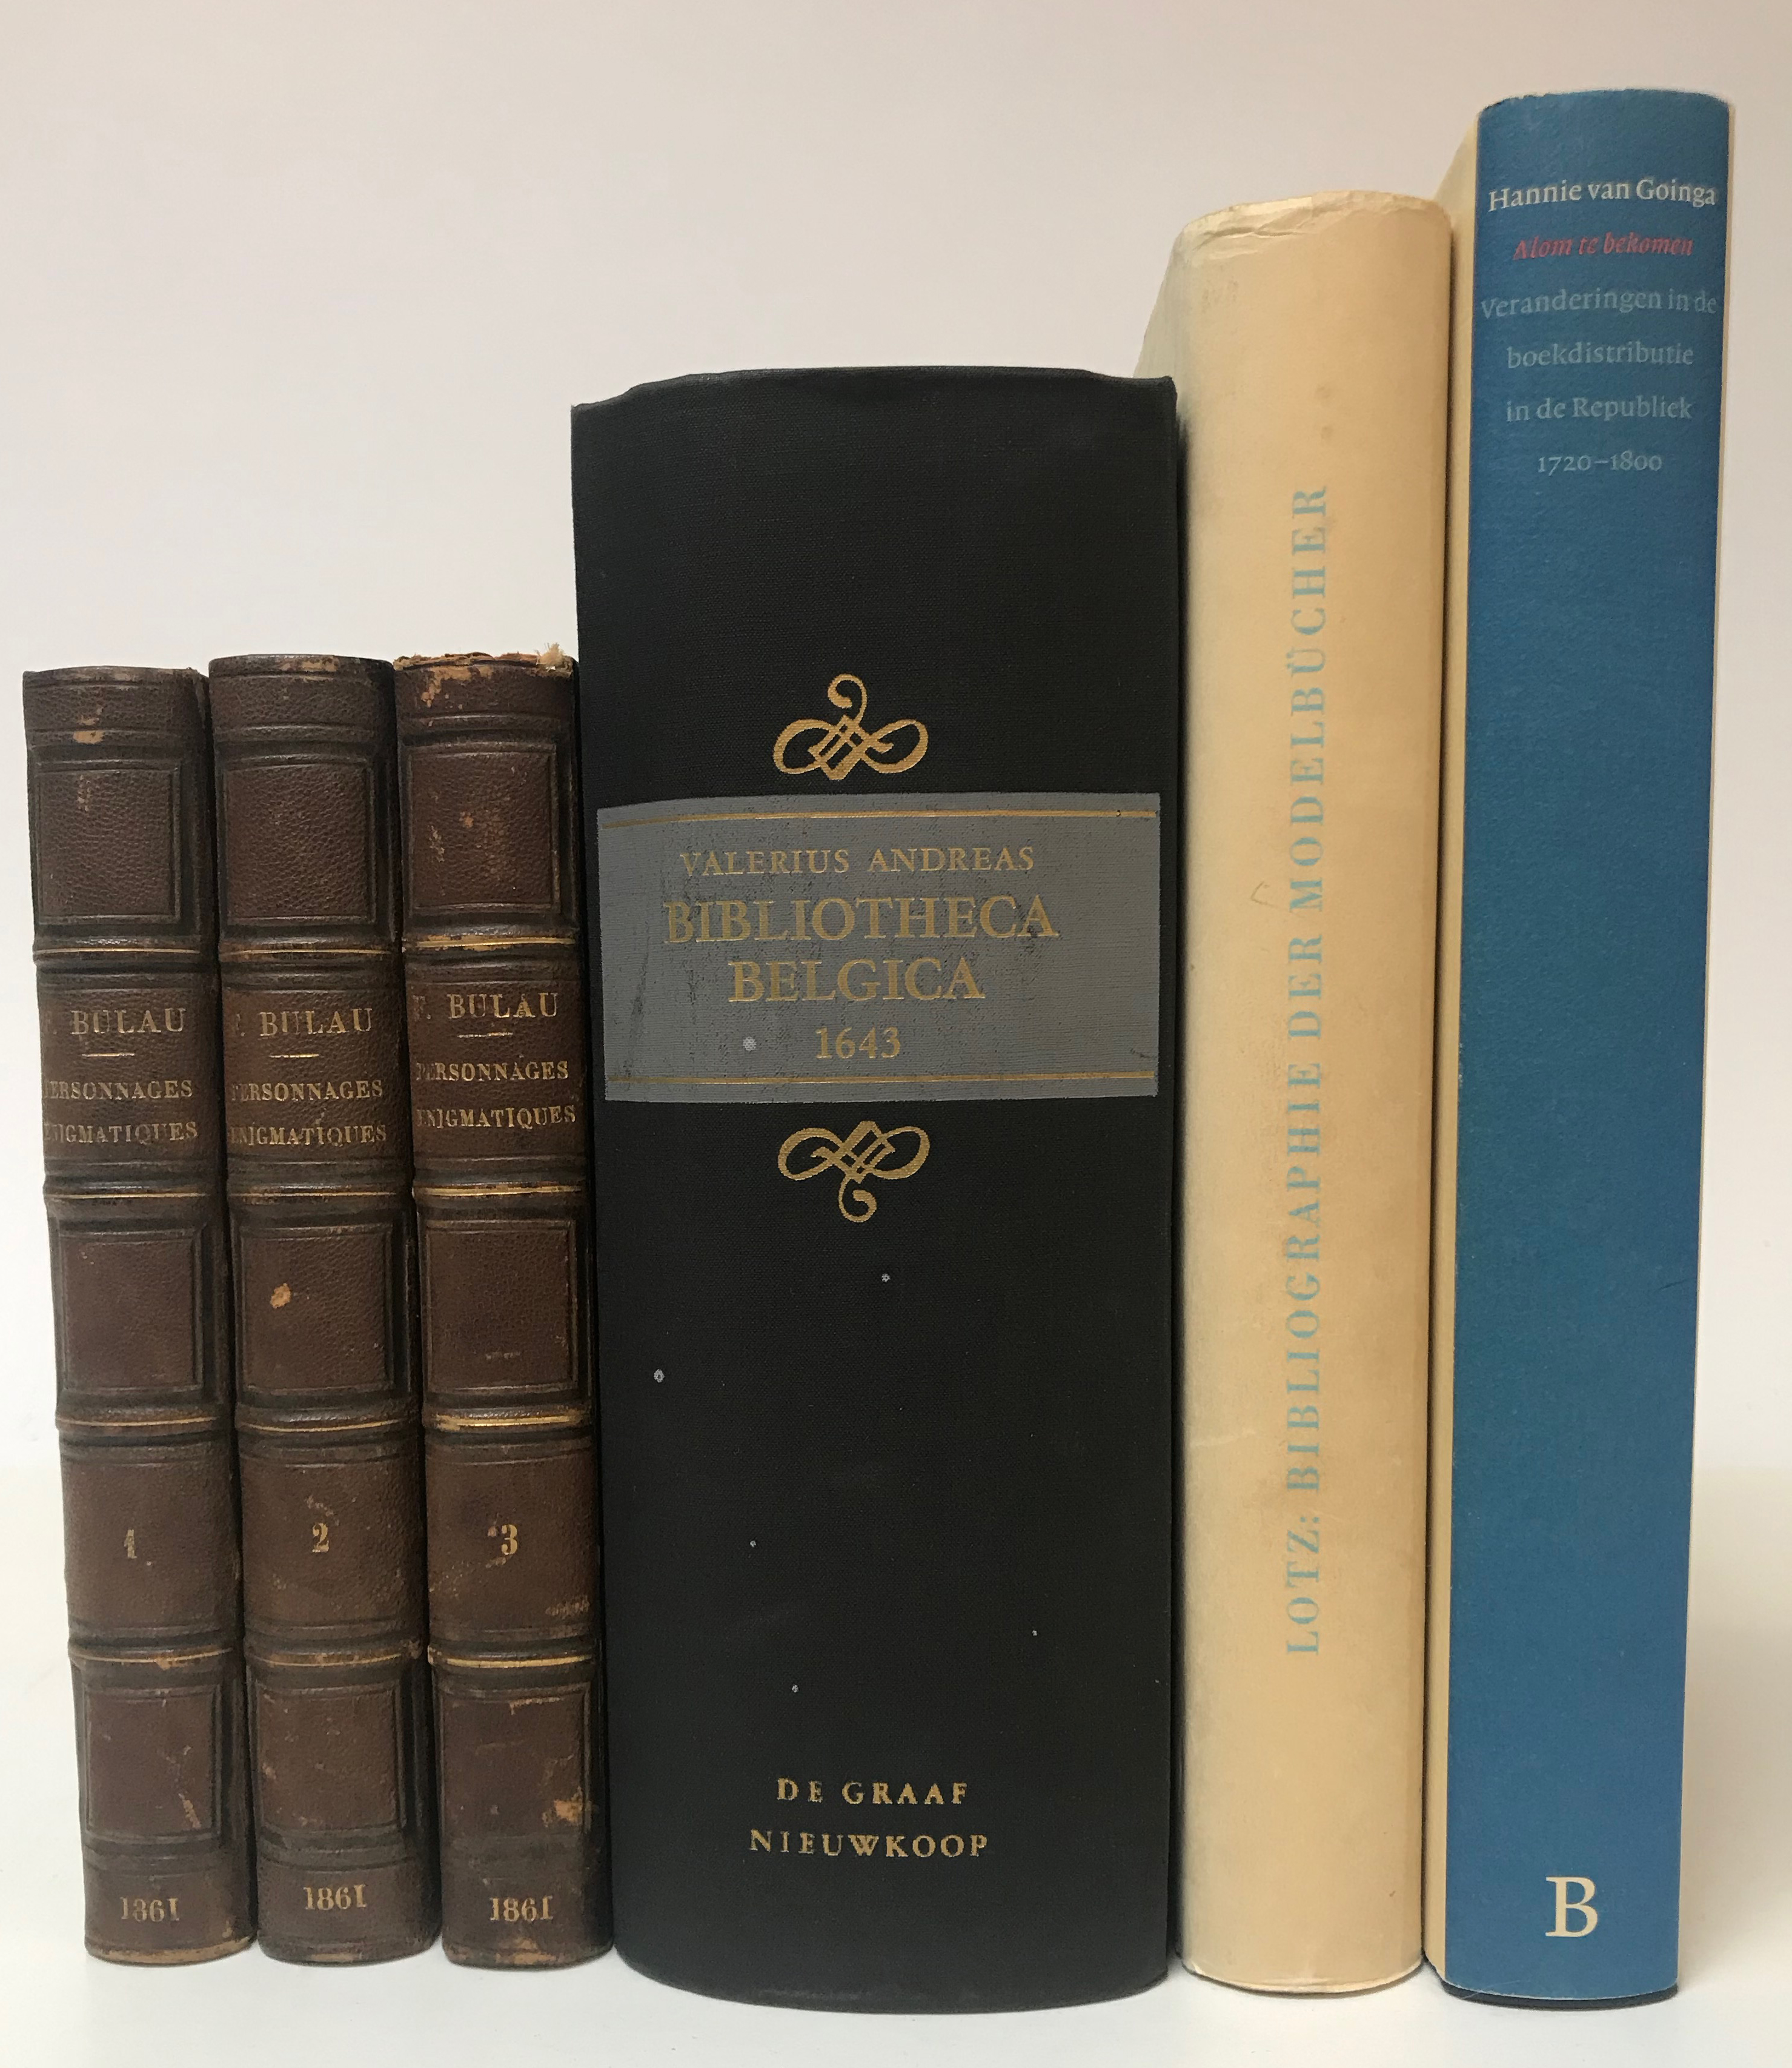 F. BULAU
PERSONNAGES
ENIGMATIQUES
1
1861
F. BULAU
PERSONNAGES
ENIGMATIQUES
2
1861
F. BULAU
PERSONNAGES
ENIGMATIQUES
3
1861
VALERIUS ANDREAS
BIBLIOTHECA
BELGICA
1643
DE GRAAF
NIEUWKOOP
LOTZ: BIBLIOGRAPHIE DER MODELBÜCHER
Hannie van Goinga
Alom te bekomen
Veranderingen in de
boekdistributie
in de Republiek
1720–1800
B